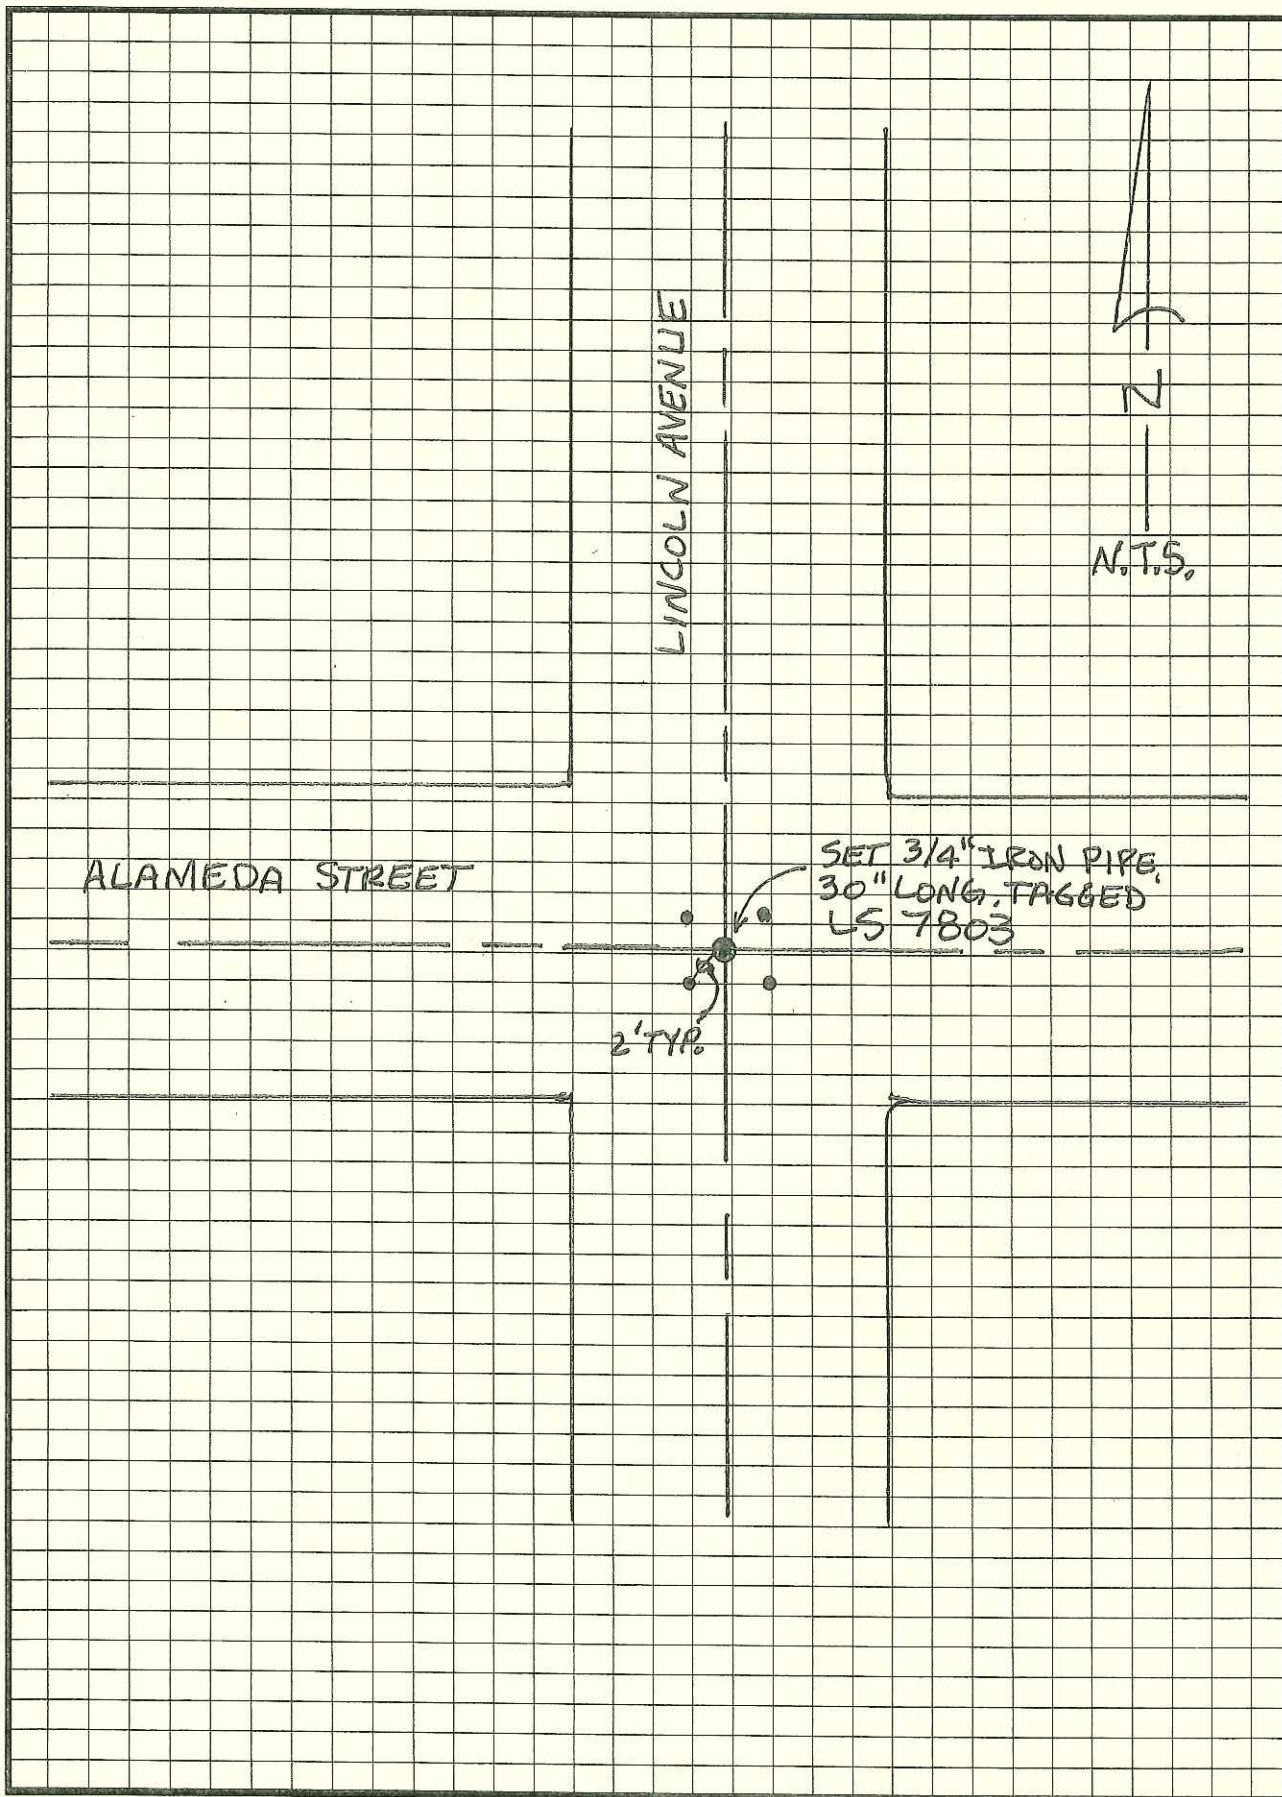 LINCOLN AVENUE
N
N.T.S.
ALAMEDA STREET
SET 3/4" IRON PIPE,
30" LONG, TAGGED
LS 7803
2' TYP.